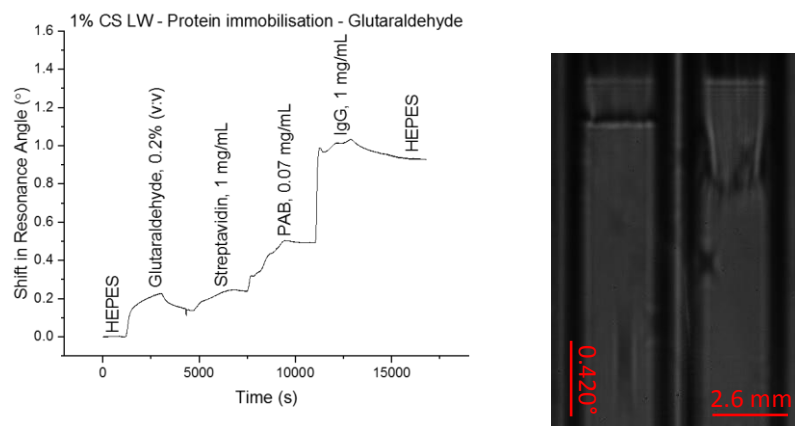 1% CS LW - Protein immobilisation - Glutaraldehyde
Shift in Resonance Angle (°)
1.6
1.4
1.2
1.0
0.8
0.6
0.4
0.2
0.0
HEPES
Glutaraldehyde, 0.2% (v:v)
Streptavidin, 1 mg/mL
PAB, 0.07 mg/mL
IgG, 1 mg/mL
HEPES
0
5000
10000
15000
Time (s)
0.420°
2.6 mm